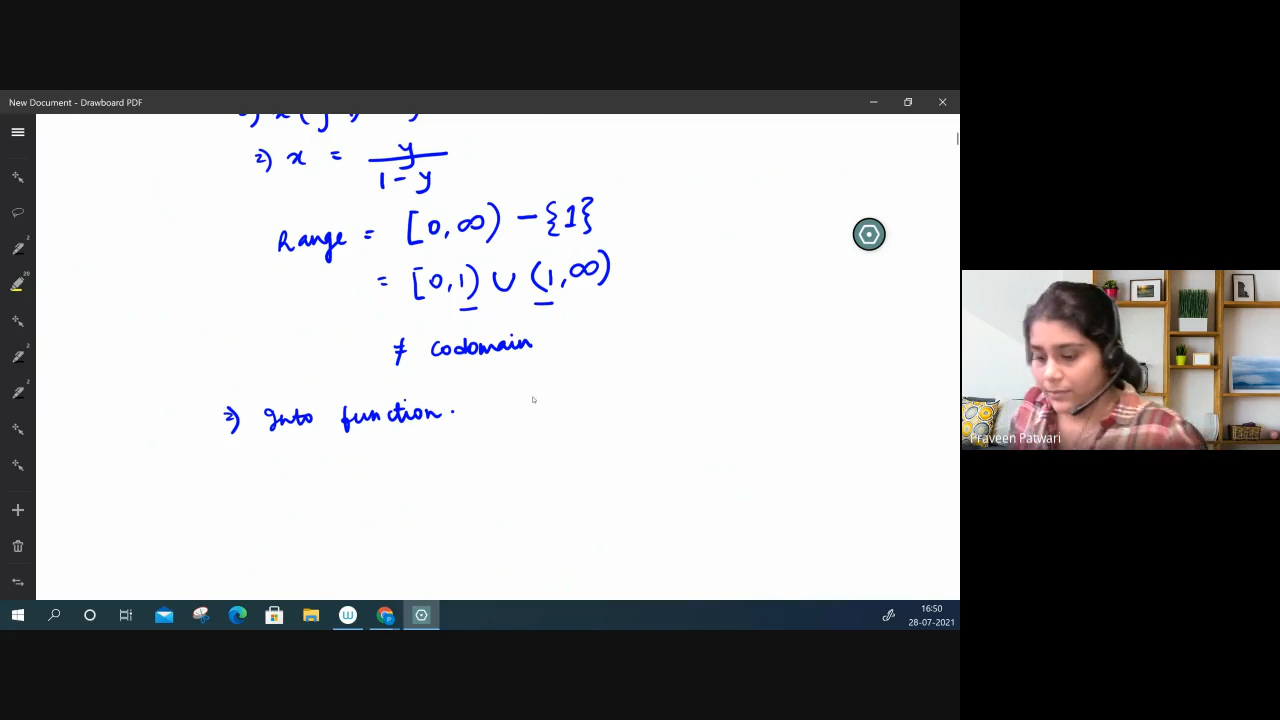 New Document - Drawboard PDF
⇒ x = y / 1 - y
Range = [0, ∞) - {1}
= [0, 1) ∪ (1, ∞)
≠ codomain
⇒ Into function.
Praveen Patwari
16:50
28-07-2021